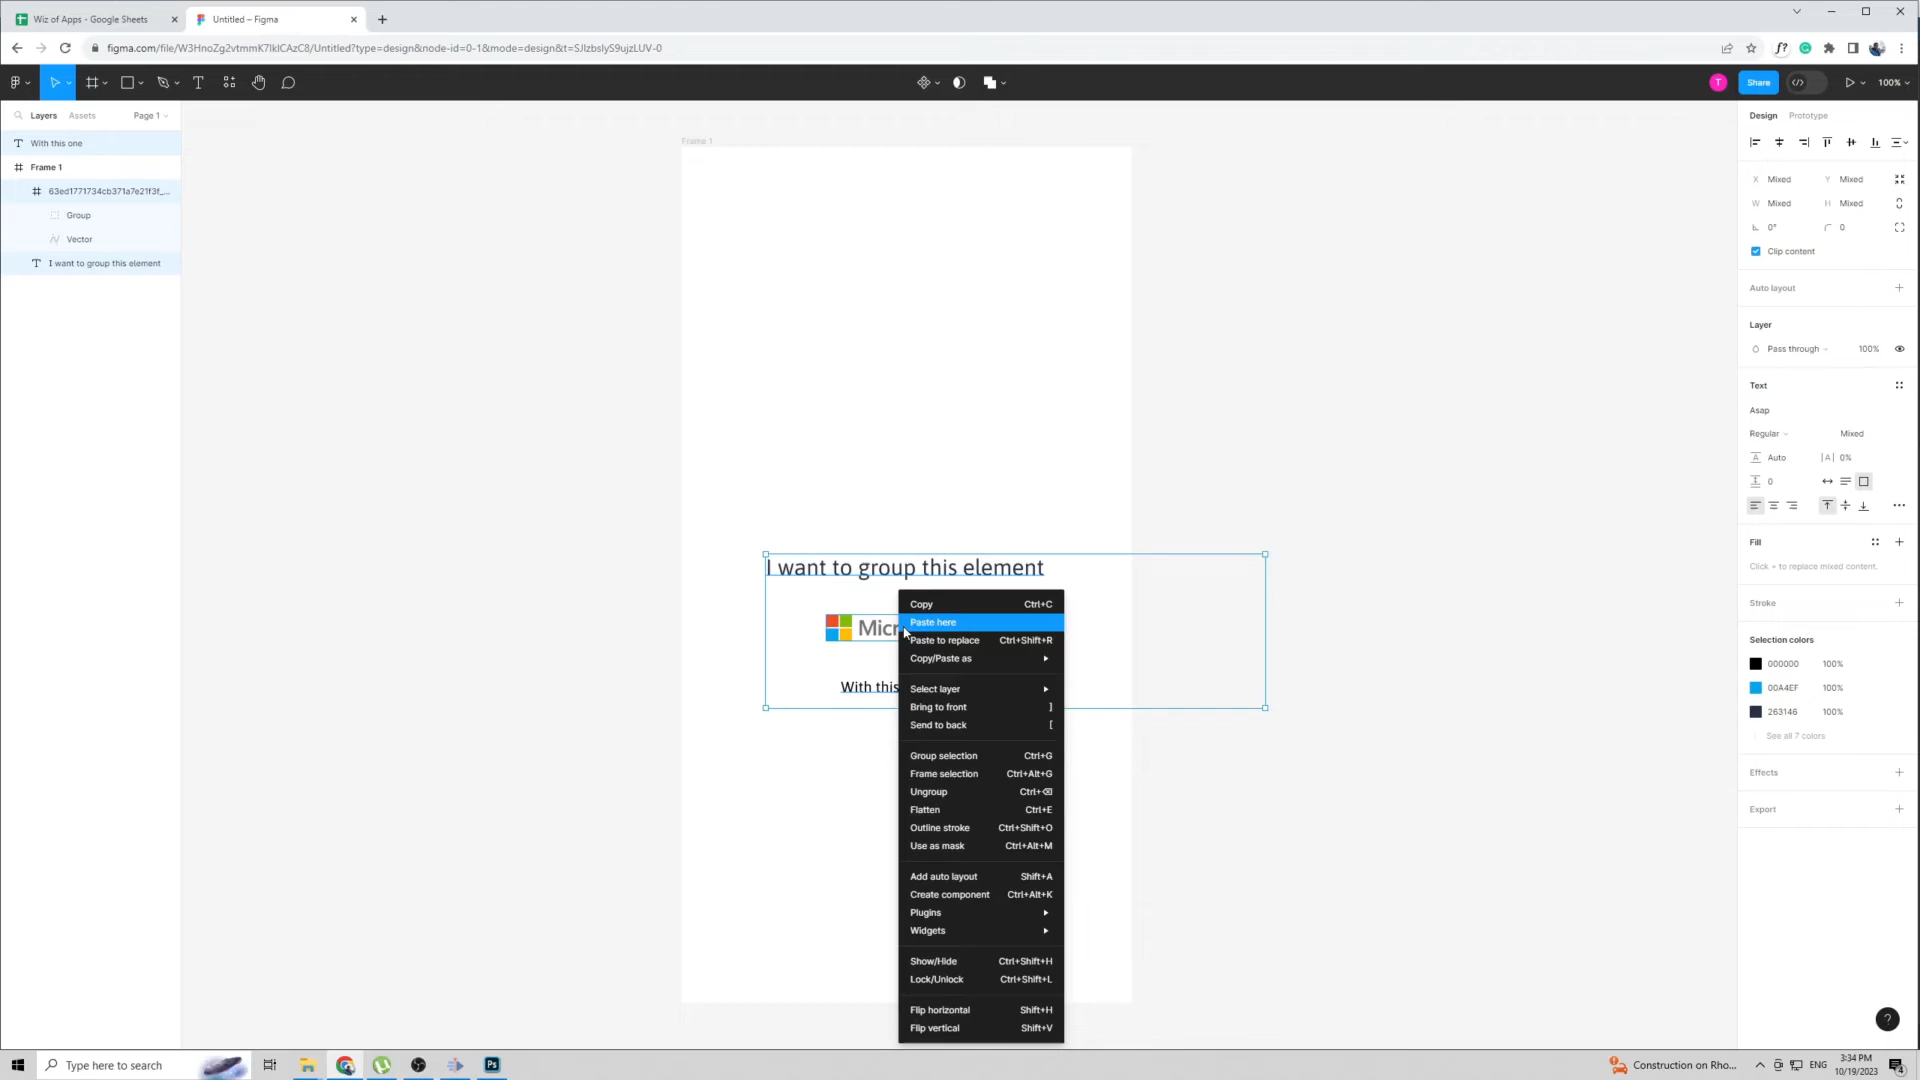 Wiz of Apps - Google Sheets
Untitled – Figma
figma.com/file/W3HnoZg2vtmmK7lkICAzC8/Untitled?type=design&node-id=0-1&mode=design&t=SJlzbslyS9ujzLUV-0
T
Share
100%
Layers
Assets
Page 1
With this one
Frame 1
63ed1771734cb371a7e21f3f_...
Group
Vector
I want to group this element
Frame 1
I want to group this element
Micr
With this
Copy Ctrl+C
Paste here
Paste to replace Ctrl+Shift+R
Copy/Paste as
Select layer
Bring to front ]
Send to back [
Group selection Ctrl+G
Frame selection Ctrl+Alt+G
Ungroup Ctrl+⌫
Flatten Ctrl+E
Outline stroke Ctrl+Shift+O
Use as mask Ctrl+Alt+M
Add auto layout Shift+A
Create component Ctrl+Alt+K
Plugins
Widgets
Show/Hide Ctrl+Shift+H
Lock/Unlock Ctrl+Shift+L
Flip horizontal Shift+H
Flip vertical Shift+V
Design
Prototype
X Mixed Y Mixed
W Mixed H Mixed
0° 0
Clip content
Auto layout
Layer
Pass through 100%
Text
Asap
Regular Mixed
Auto |A| 0%
0
Fill
Click + to replace mixed content.
Stroke
Selection colors
000000 100%
00A4EF 100%
263146 100%
See all 7 colors
Effects
Export
?
Type here to search
Ps
Construction on Rho...
ENG
3:34 PM
10/19/2023
4